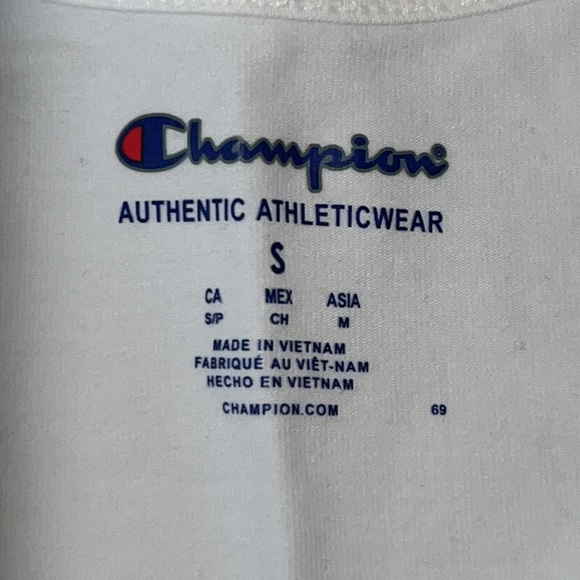 Champion®
AUTHENTIC ATHLETICWEAR
S
CA MEX ASIA
S/P CH M
MADE IN VIETNAM
FABRIQUÉ AU VIÊT-NAM
HECHO EN VIETNAM
CHAMPION.COM 69